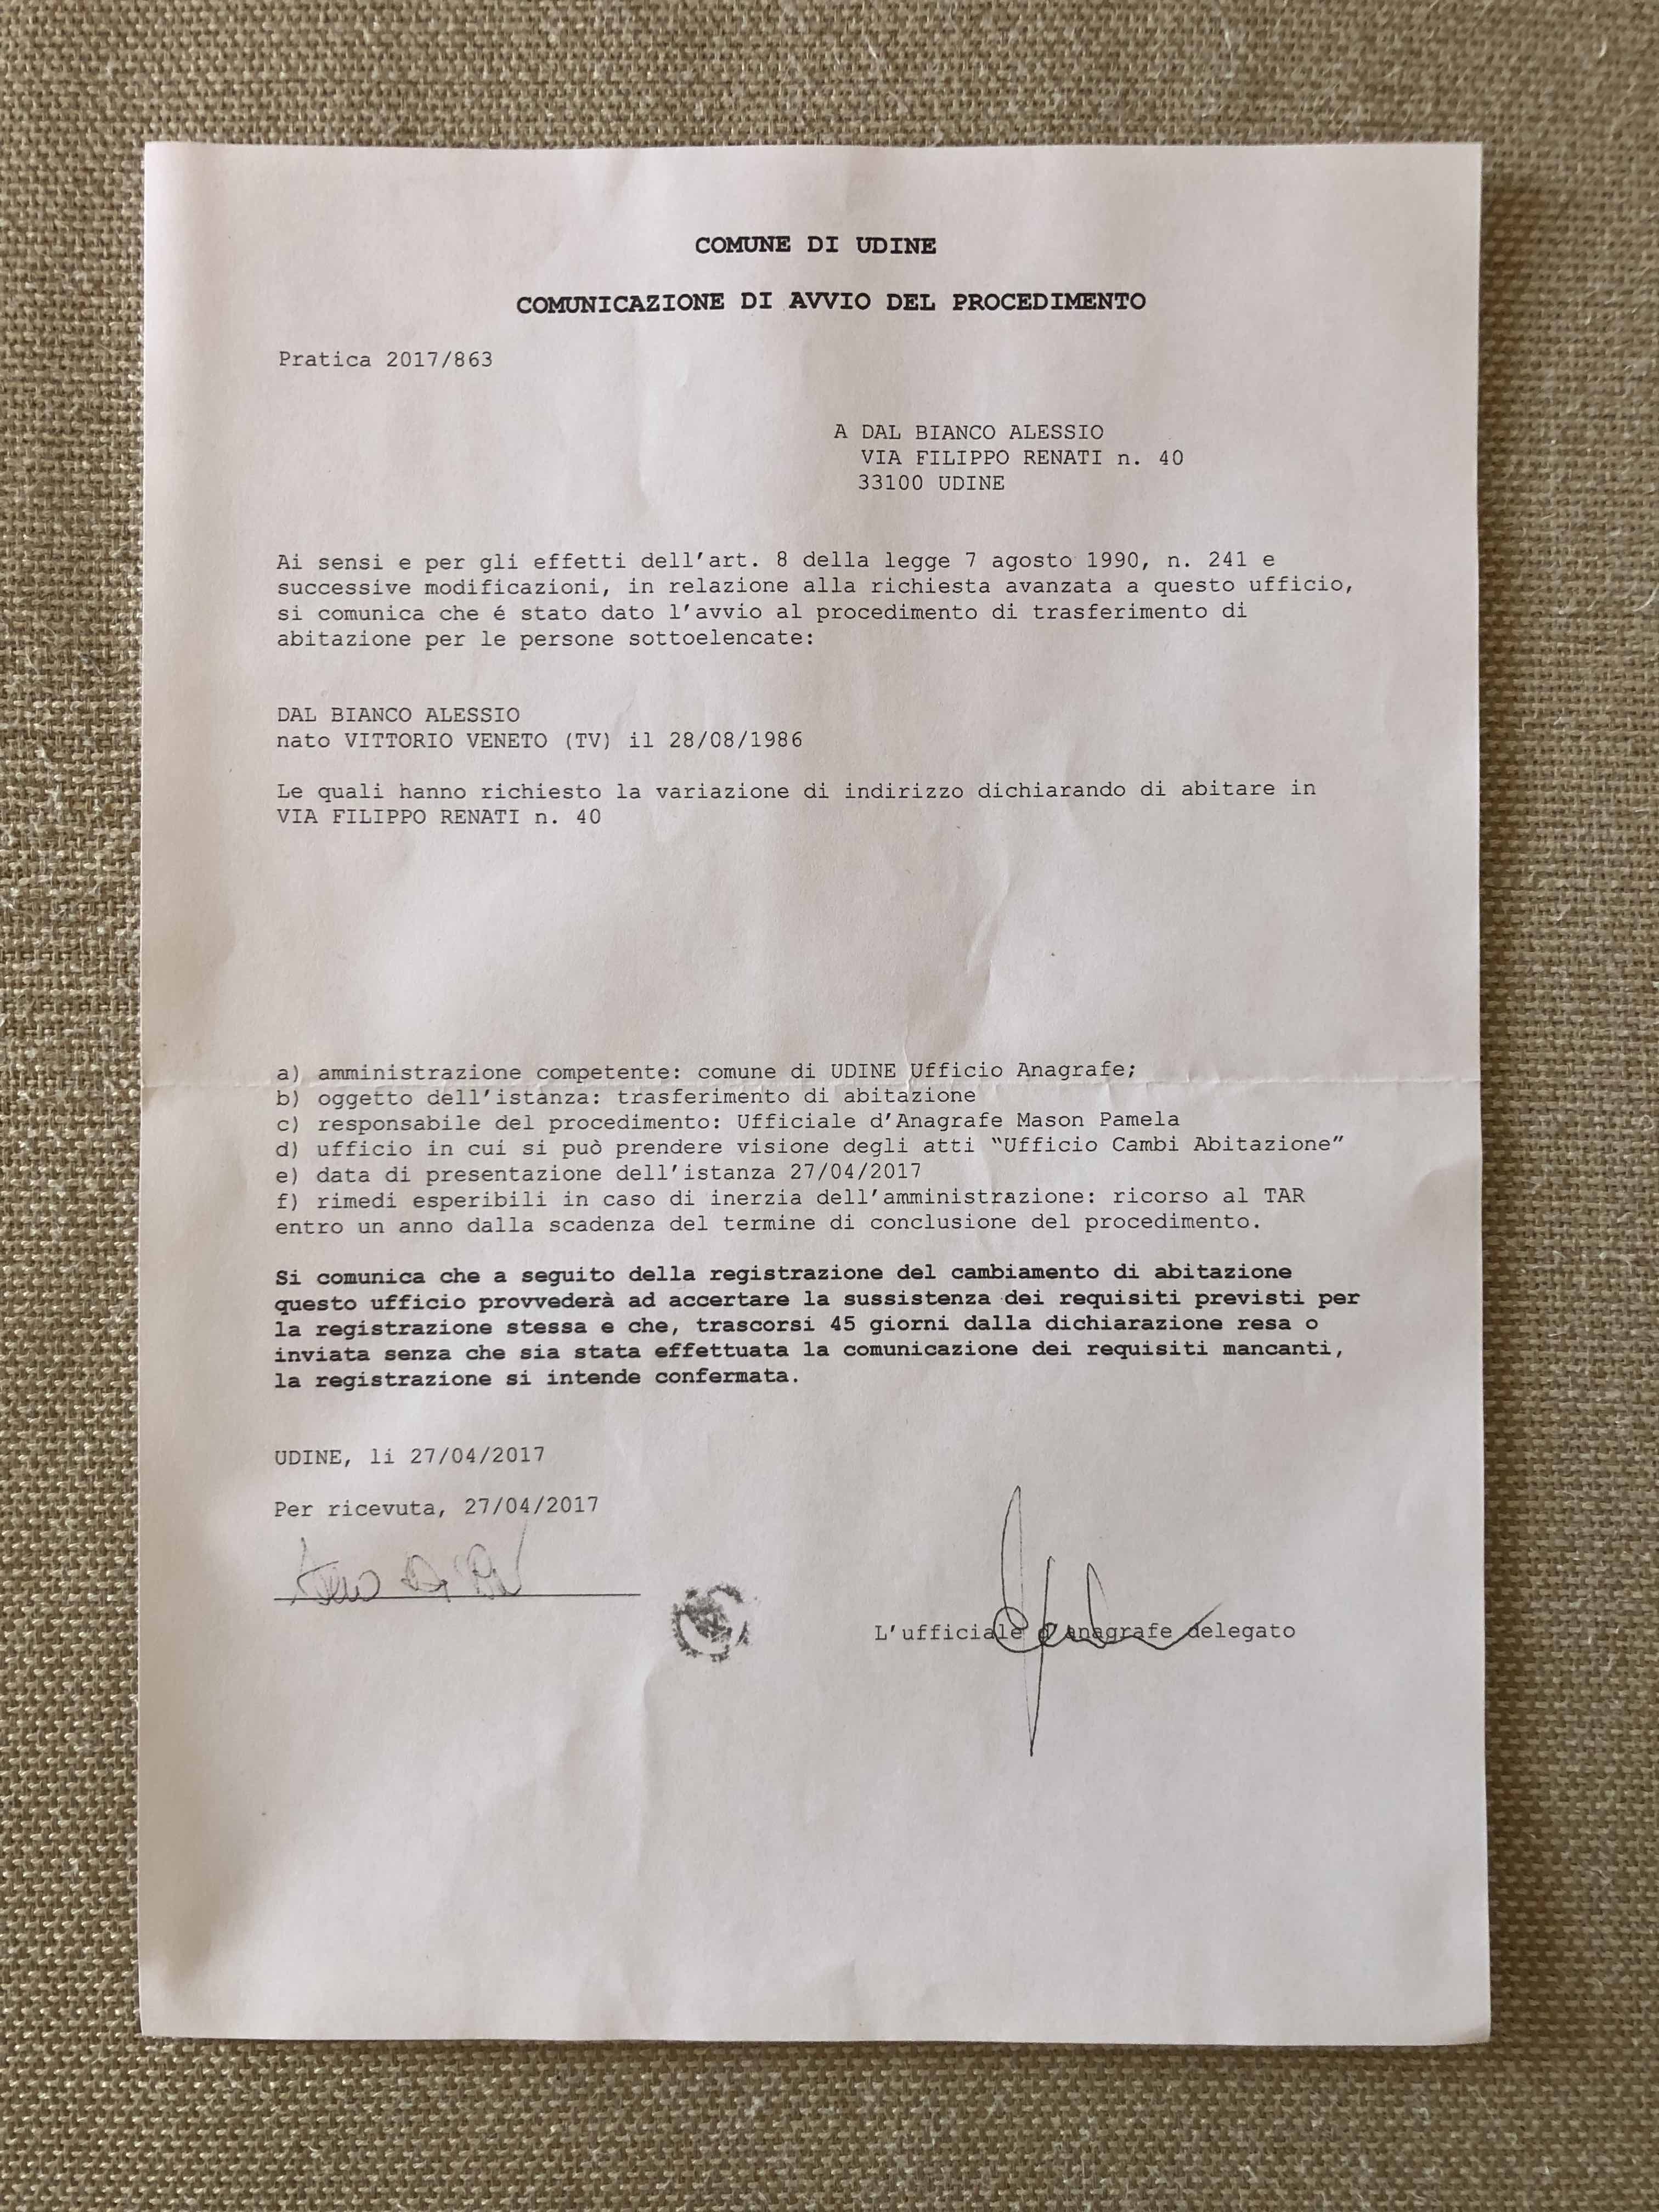 COMUNE DI UDINE
COMUNICAZIONE DI AVVIO DEL PROCEDIMENTO
Pratica 2017/863
A DAL BIANCO ALESSIO
VIA FILIPPO RENATI n. 40
33100 UDINE
Ai sensi e per gli effetti dell'art. 8 della legge 7 agosto 1990, n. 241 e
successive modificazioni, in relazione alla richiesta avanzata a questo ufficio,
si comunica che é stato dato l'avvio al procedimento di trasferimento di
abitazione per le persone sottoelencate:
DAL BIANCO ALESSIO
nato VITTORIO VENETO (TV) il 28/08/1986
Le quali hanno richiesto la variazione di indirizzo dichiarando di abitare in
VIA FILIPPO RENATI n. 40
a) amministrazione competente: comune di UDINE Ufficio Anagrafe;
b) oggetto dell'istanza: trasferimento di abitazione
c) responsabile del procedimento: Ufficiale d'Anagrafe Mason Pamela
d) ufficio in cui si può prendere visione degli atti “Ufficio Cambi Abitazione”
e) data di presentazione dell'istanza 27/04/2017
f) rimedi esperibili in caso di inerzia dell'amministrazione: ricorso al TAR
entro un anno dalla scadenza del termine di conclusione del procedimento.
Si comunica che a seguito della registrazione del cambiamento di abitazione
questo ufficio provvederà ad accertare la sussistenza dei requisiti previsti per
la registrazione stessa e che, trascorsi 45 giorni dalla dichiarazione resa o
inviata senza che sia stata effettuata la comunicazione dei requisiti mancanti,
la registrazione si intende confermata.
UDINE, li 27/04/2017
Per ricevuta, 27/04/2017
L'ufficiale d'anagrafe delegato